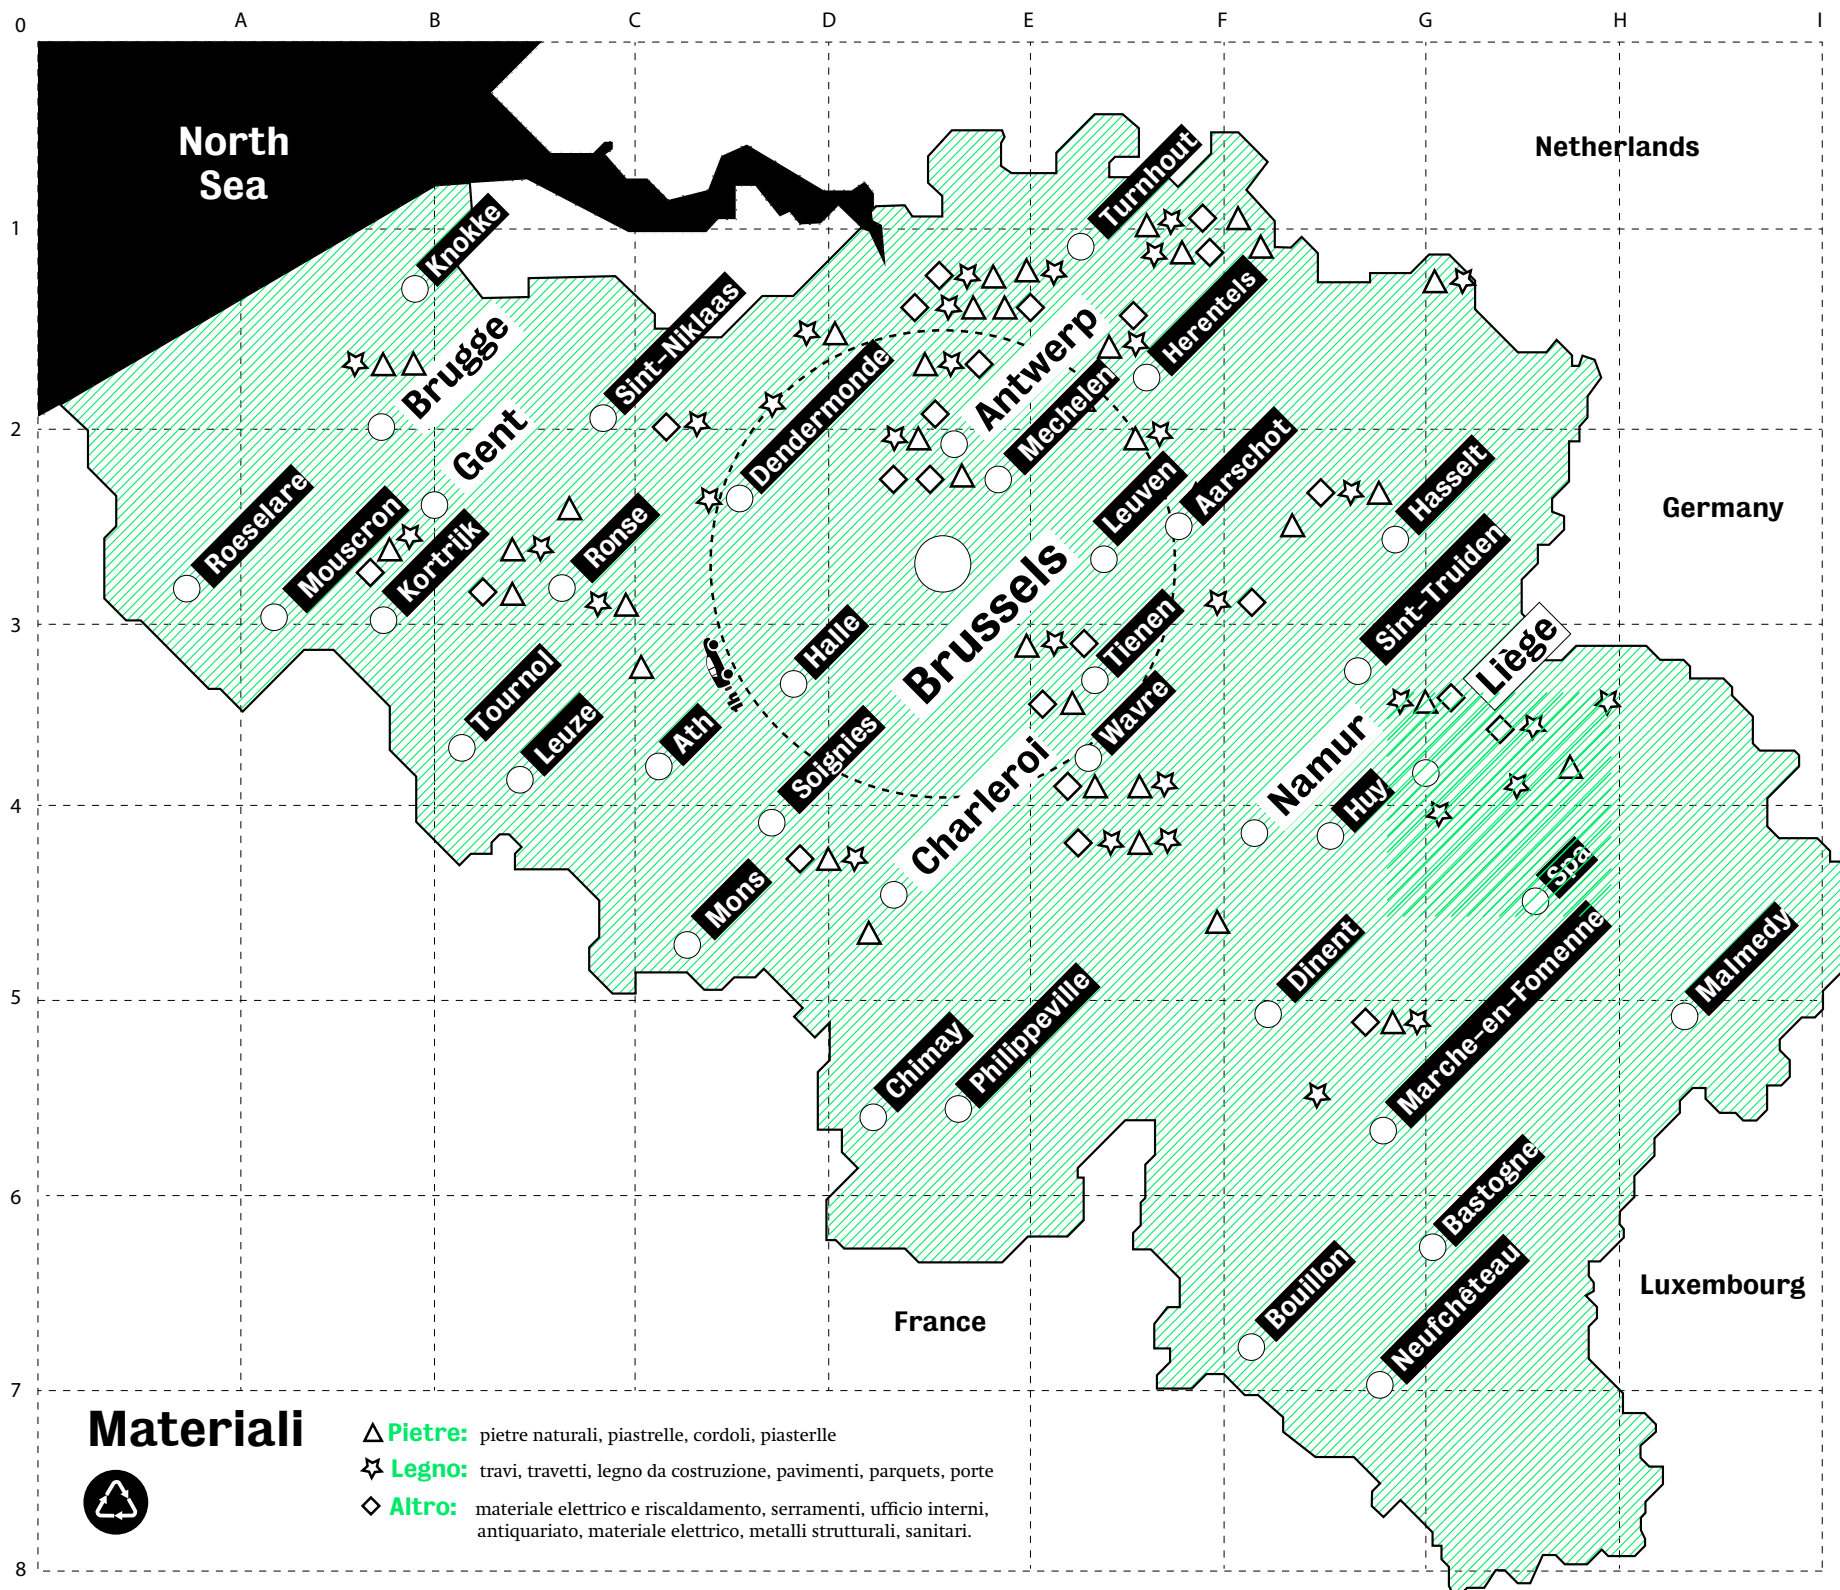 0 A B C D E F G H I
North
Sea
Netherlands
Turnhout
Knokke
1
Herentels
Sint-Niklaas
Antwerp
Brugge
Dendermonde
Mechelen
2
Gent
Aarschot
Hasselt
Leuven
Roeselare
Mouscron
Ronse
Kortrijk
Germany
Sint-Truiden
Brussels
3
Tienen
Halle
Liège
1h
Tournol
Wavre
Leuze
Ath
Soignies
Namur
Charleroi
Huy
4
Spa
Mons
Dinent
Marche-en-Fomenne
Malmedy
5
Philippeville
Chimay
6
Bastogne
Bouillon
Neufchêteau
Luxembourg
France
7
Materiali
Pietre: pietre naturali, piastrelle, cordoli, piasterlle
Legno: travi, travetti, legno da costruzione, pavimenti, parquets, porte
Altro: materiale elettrico e riscaldamento, serramenti, ufficio interni,
antiquariato, materiale elettrico, metalli strutturali, sanitari.
8